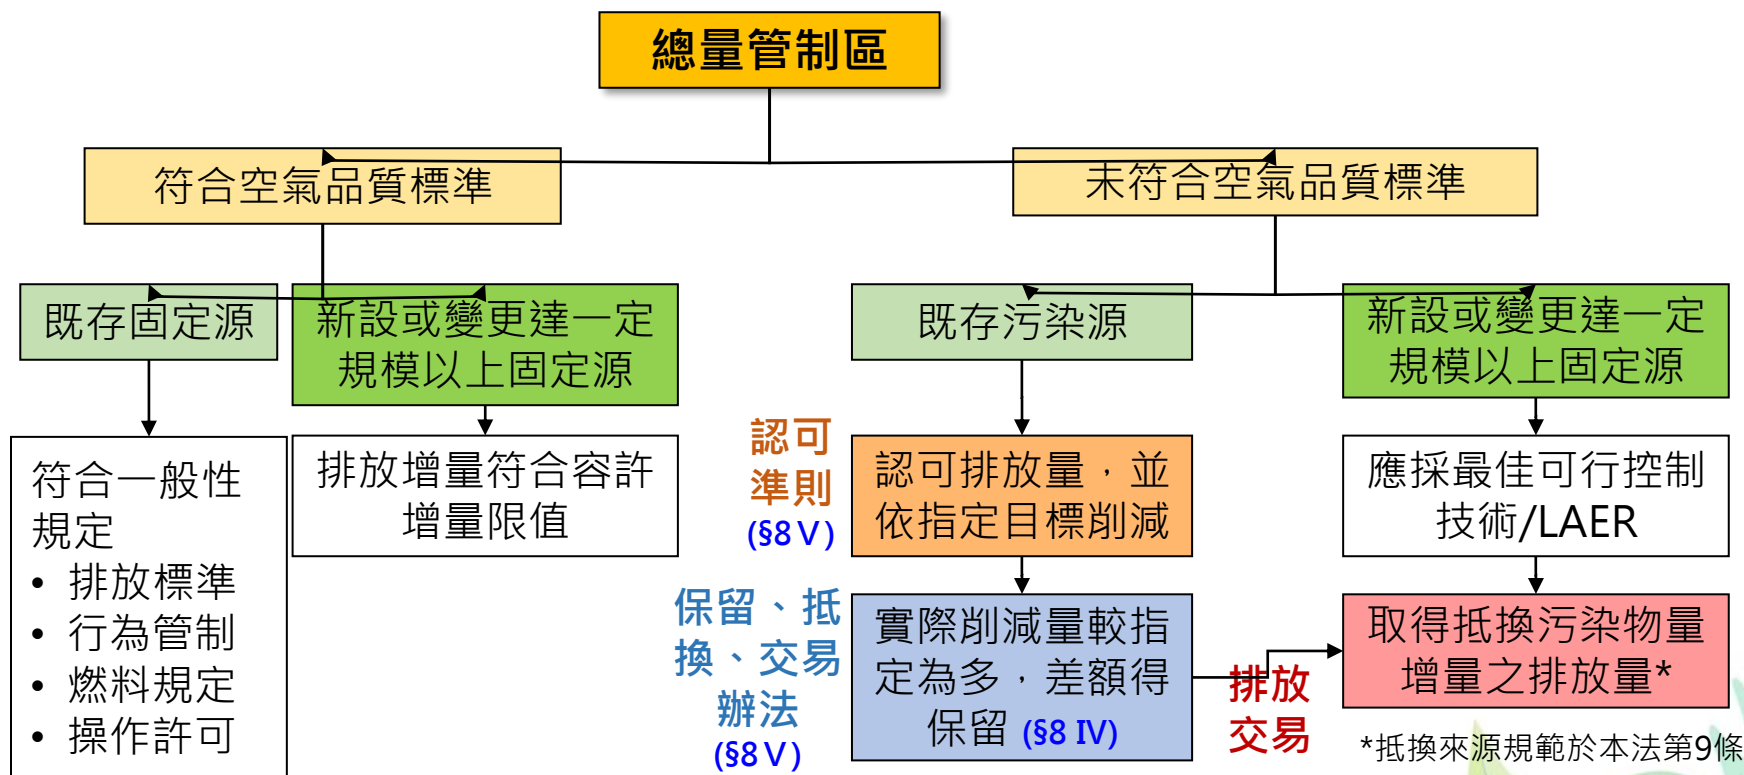 總量管制區
符合空氣品質標準
未符合空氣品質標準
既存固定源
新設或變更達一定
規模以上固定源
既存污染源
新設或變更達一定
規模以上固定源
符合一般性
規定
• 排放標準
• 行為管制
• 燃料規定
• 操作許可
排放增量符合容許
增量限值
認可
準則
(§8 V)
認可排放量，並
依指定目標削減
應採最佳可行控制
技術/LAER
保留、抵
換、交易
辦法
(§8 V)
實際削減量較指
定為多，差額得
保留 (§8 IV)
排放
交易
取得抵換污染物量
增量之排放量*
*抵換來源規範於本法第9條